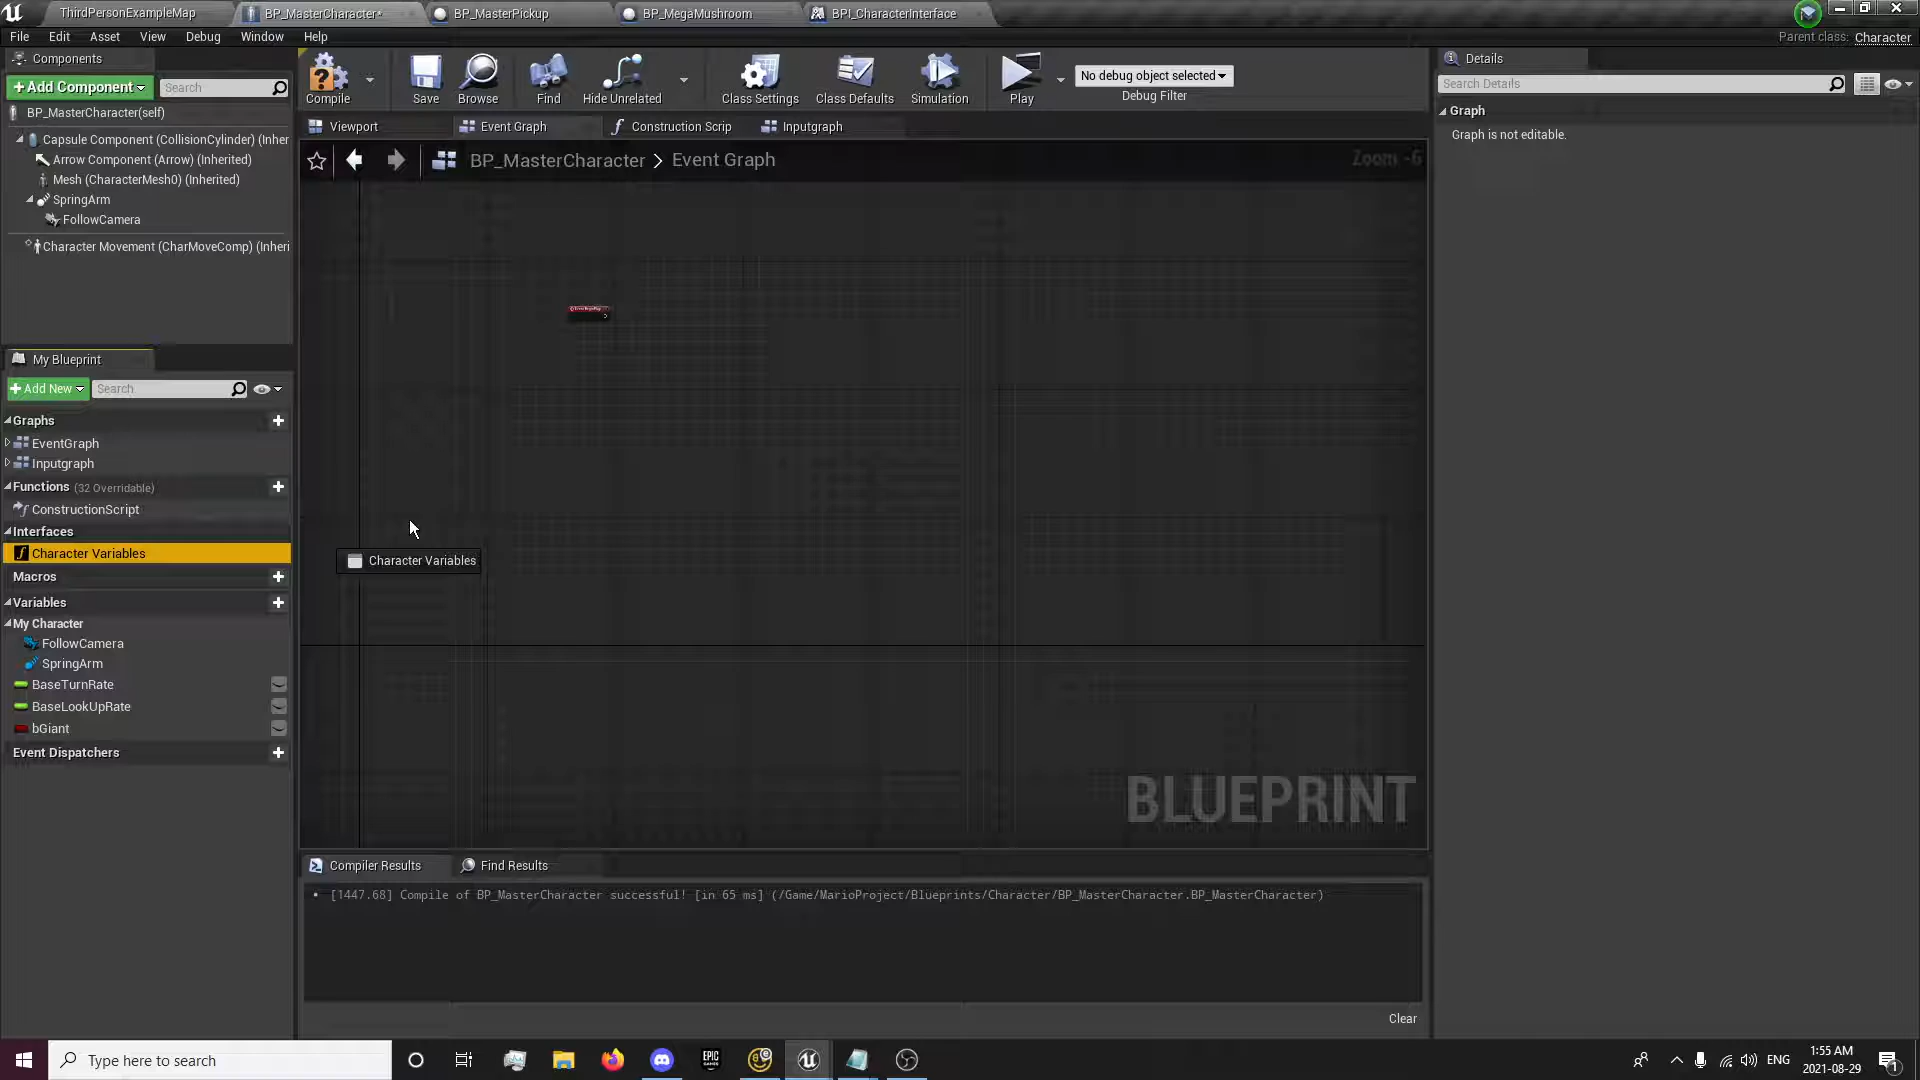 ThirdPersonExampleMap
BP_MasterCharacter*
BP_MasterPickup
BP_MegaMushroom
BPI_CharacterInterface
File Edit Asset View Debug Window Help
Parent class: Character
Components
+Add Component
Search
BP_MasterCharacter(self)
Capsule Component (CollisionCylinder) (Inher
Arrow Component (Arrow) (Inherited)
Mesh (CharacterMesh0) (Inherited)
SpringArm
FollowCamera
Character Movement (CharMoveComp) (Inheri
Compile
Save
Browse
Find
Hide Unrelated
Class Settings
Class Defaults
Simulation
Play
No debug object selected
Debug Filter
Viewport
Event Graph
Construction Scrip
Inputgraph
BP_MasterCharacter > Event Graph
Zoom -6
Event BeginPlay
Character Variables
BLUEPRINT
My Blueprint
+Add New
Search
Graphs
EventGraph
Inputgraph
Functions (32 Overridable)
ConstructionScript
Interfaces
Character Variables
Macros
Variables
My Character
FollowCamera
SpringArm
BaseTurnRate
BaseLookUpRate
bGiant
Event Dispatchers
Compiler Results
Find Results
[1447.68] Compile of BP_MasterCharacter successful! [in 65 ms] (/Game/MarioProject/Blueprints/Character/BP_MasterCharacter.BP_MasterCharacter)
Clear
Details
Search Details
Graph
Graph is not editable.
Type here to search
EPIC
GAMES
ENG
1:55 AM
2021-08-29
1